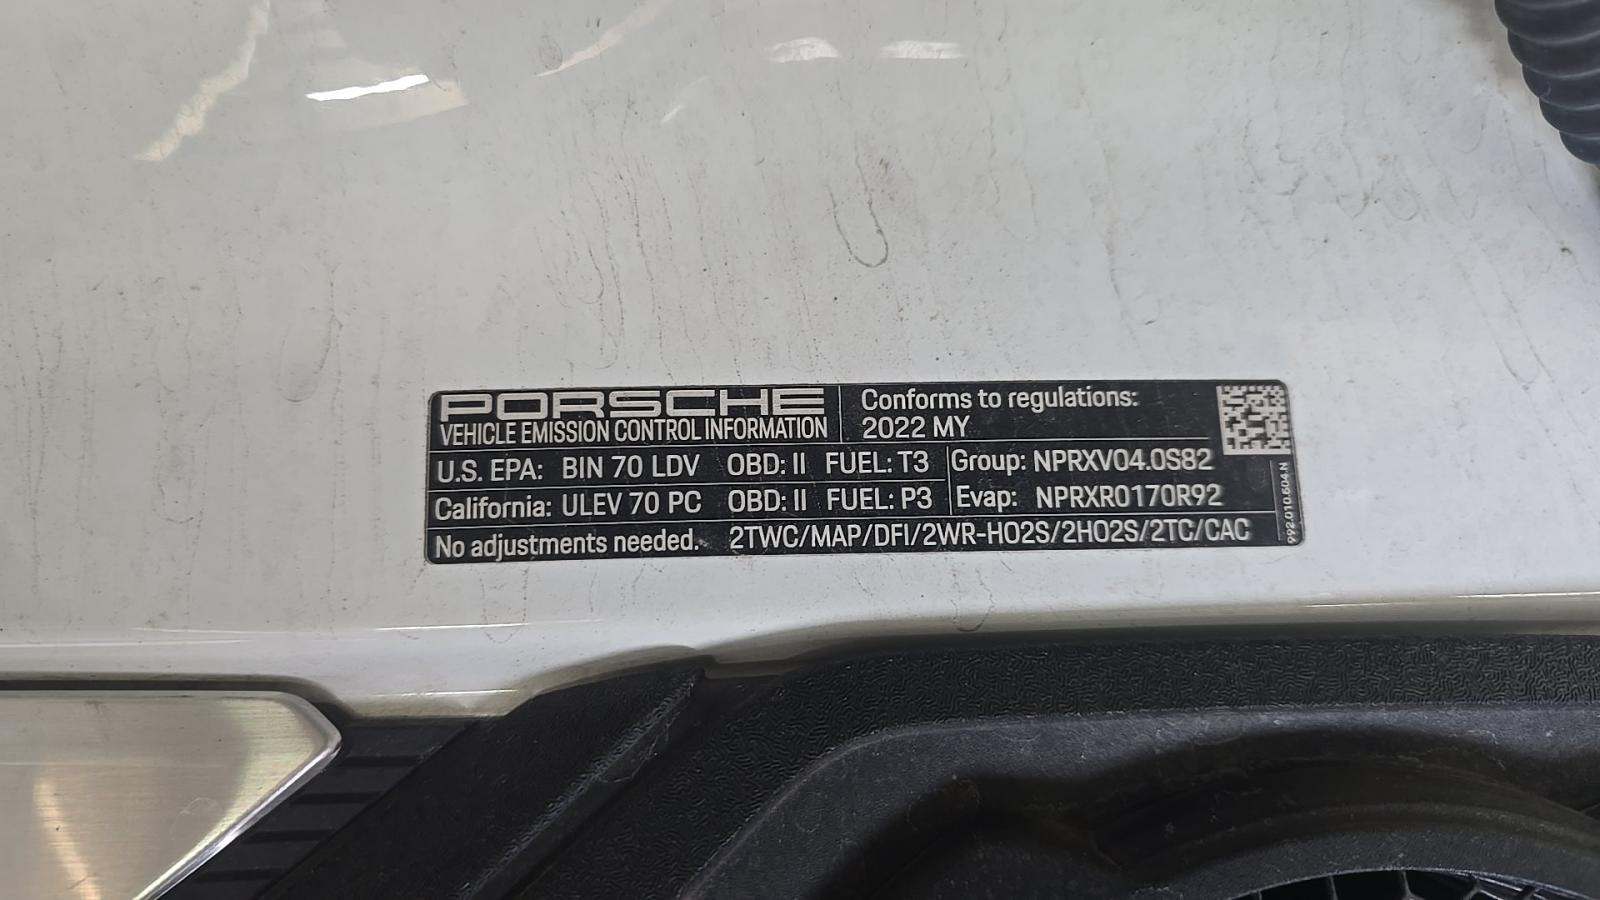 PORSCHE
VEHICLE EMISSION CONTROL INFORMATION
Conforms to regulations:
2022 MY
U.S. EPA: BIN 70 LDV OBD: II FUEL: T3
California: ULEV 70 PC OBD: II FUEL: P3
Group: NPRXV04.0S82
Evap: NPRXR0170R92
No adjustments needed. 2TWC/MAP/DFI/2WR-HO2S/2HO2S/2TC/CAC
992.010.604.N